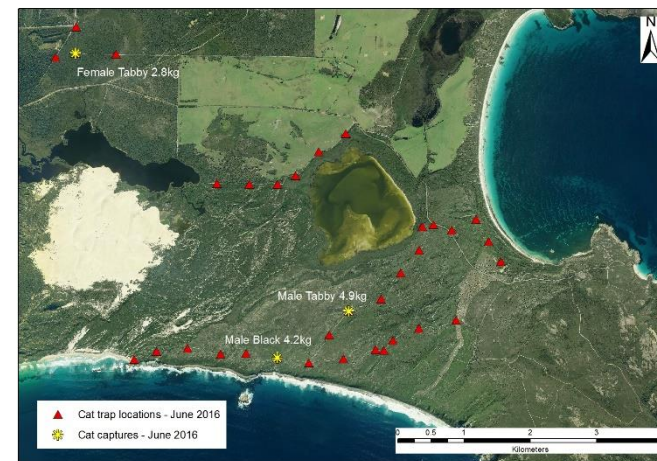 N
Female Tabby 2.8kg
Male Tabby 4.9kg
Male Black 4.2kg
Cat trap locations - June 2016
Cat captures - June 2016
0 0.5 1 2 3
Kilometers